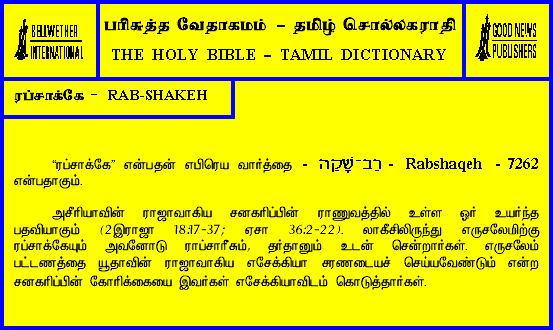 BELLWETHER
INTERNATIONAL
பரிசுத்த வேதாகமம் – தமிழ் சொல்லகராதி
THE HOLY BIBLE – TAMIL DICTIONARY
GOOD NEWS
PUBLISHERS
ரப்சாக்கே - RAB-SHAKEH
“ரப்சாக்கே” என்பதன் எபிரெய வார்த்தை - רַב־שָׁקֵה - Rabshaqeh - 7262
என்பதாகும்.
அசீரியாவின் ராஜாவாகிய சனகரிப்பின் ராணுவத்தில் உள்ள ஓர் உயர்ந்த
பதவியாகும் (2இராஜா 18:17-37; ஏசா 36:2-22). லாகீசிலிருந்து எருசலேமிற்கு
ரப்சாக்கேயும் அவனோடு ராப்சாரீசும், தர்தானும் உடன் சென்றார்கள். எருசலேம்
பட்டணத்தை யூதாவின் ராஜாவாகிய எசேக்கியா சரணடையச் செய்யவேண்டும் என்ற
சனகரிப்பின் கோரிக்கையை இவர்கள் எசேக்கியாவிடம் கொடுத்தார்கள்.